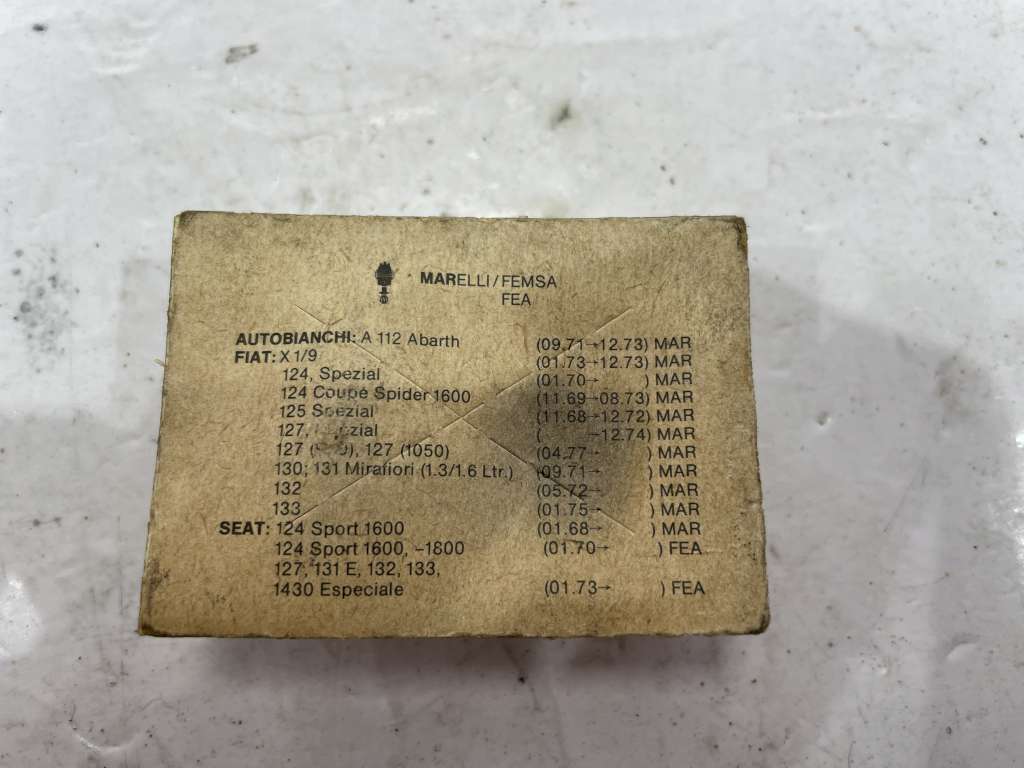 MARELLI/FEMSA
FEA
AUTOBIANCHI: A 112 Abarth (09.71→12.73) MAR
FIAT: X 1/9 (01.73→12.73) MAR
124, Spezial (01.70→ ) MAR
124 Coupé Spider 1600 (11.69→08.73) MAR
125 Spezial (11.68→12.72) MAR
127, ( —12.74) MAR
127 127 (1050) (04.77→ ) MAR
130; 131 Mirafiori (1.3/1.6 Ltr.) (09.71→ ) MAR
132 (05.72→ ) MAR
133 (01.75→ ) MAR
SEAT: 124 Sport 1600 (01.68→ ) MAR
124 Sport 1600, -1800 (01.70→ ) FEA
127, 131 E, 132, 133,
1430 Especiale (01.73→ ) FEA